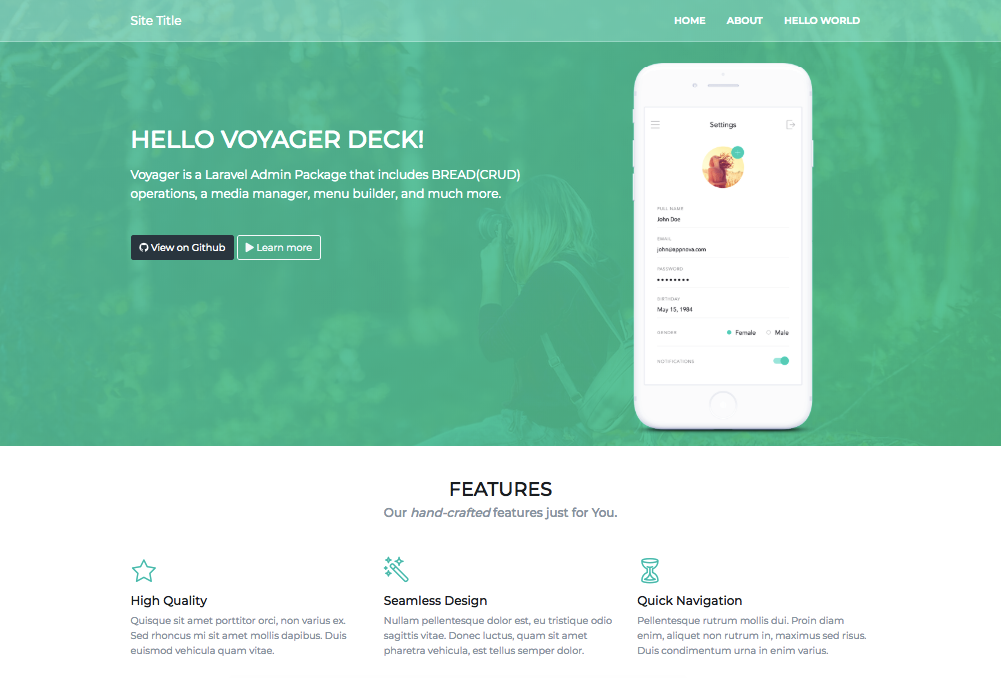 Site Title
HOME ABOUT HELLO WORLD
HELLO VOYAGER DECK!
Voyager is a Laravel Admin Package that includes BREAD(CRUD)
operations, a media manager, menu builder, and much more.
View on Github
Learn more
Settings
FULL NAME
John Doe
EMAIL
john@appnova.com
PASSWORD
••••••••
BIRTHDAY
May 15, 1984
GENDER Female Male
NOTIFICATIONS
FEATURES
Our hand-crafted features just for You.
High Quality
Quisque sit amet porttitor orci, non varius ex.
Sed rhoncus mi sit amet mollis dapibus. Duis
euismod vehicula quam vitae.
Seamless Design
Nullam pellentesque dolor est, eu tristique odio
sagittis vitae. Donec luctus, quam sit amet
pharetra vehicula, est tellus semper dolor.
Quick Navigation
Pellentesque rutrum mollis dui. Proin diam
enim, aliquet non rutrum in, maximus sed risus.
Duis condimentum urna in enim varius.